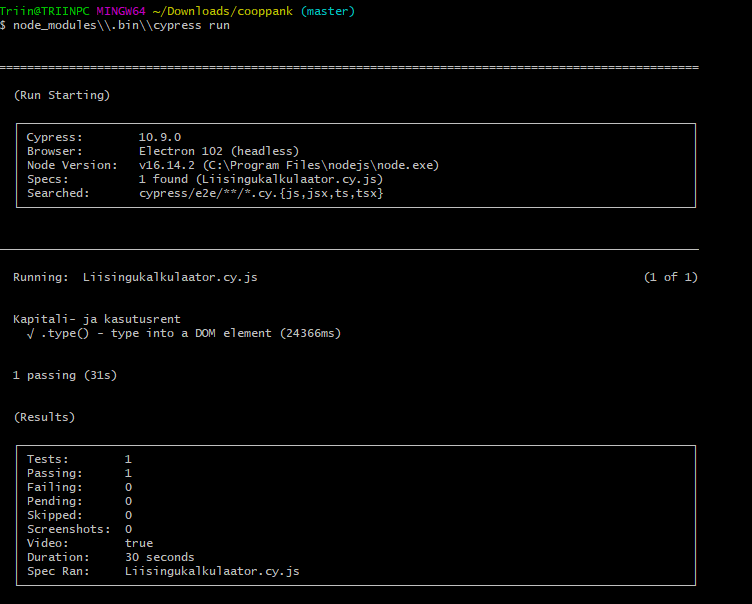 Triin@TRIINPC MINGW64 ~/Downloads/cooppank (master)
$ node_modules\\.bin\\cypress run
====================================================================================================
(Run Starting)
Cypress: 10.9.0
Browser: Electron 102 (headless)
Node Version: v16.14.2 (C:\Program Files\nodejs\node.exe)
Specs: 1 found (Liisingukalkulaator.cy.js)
Searched: cypress/e2e/**/*.cy.{js,jsx,ts,tsx}
Running: Liisingukalkulaator.cy.js (1 of 1)
Kapitali- ja kasutusrent
√ .type() - type into a DOM element (24366ms)
1 passing (31s)
(Results)
Tests: 1
Passing: 1
Failing: 0
Pending: 0
Skipped: 0
Screenshots: 0
Video: true
Duration: 30 seconds
Spec Ran: Liisingukalkulaator.cy.js